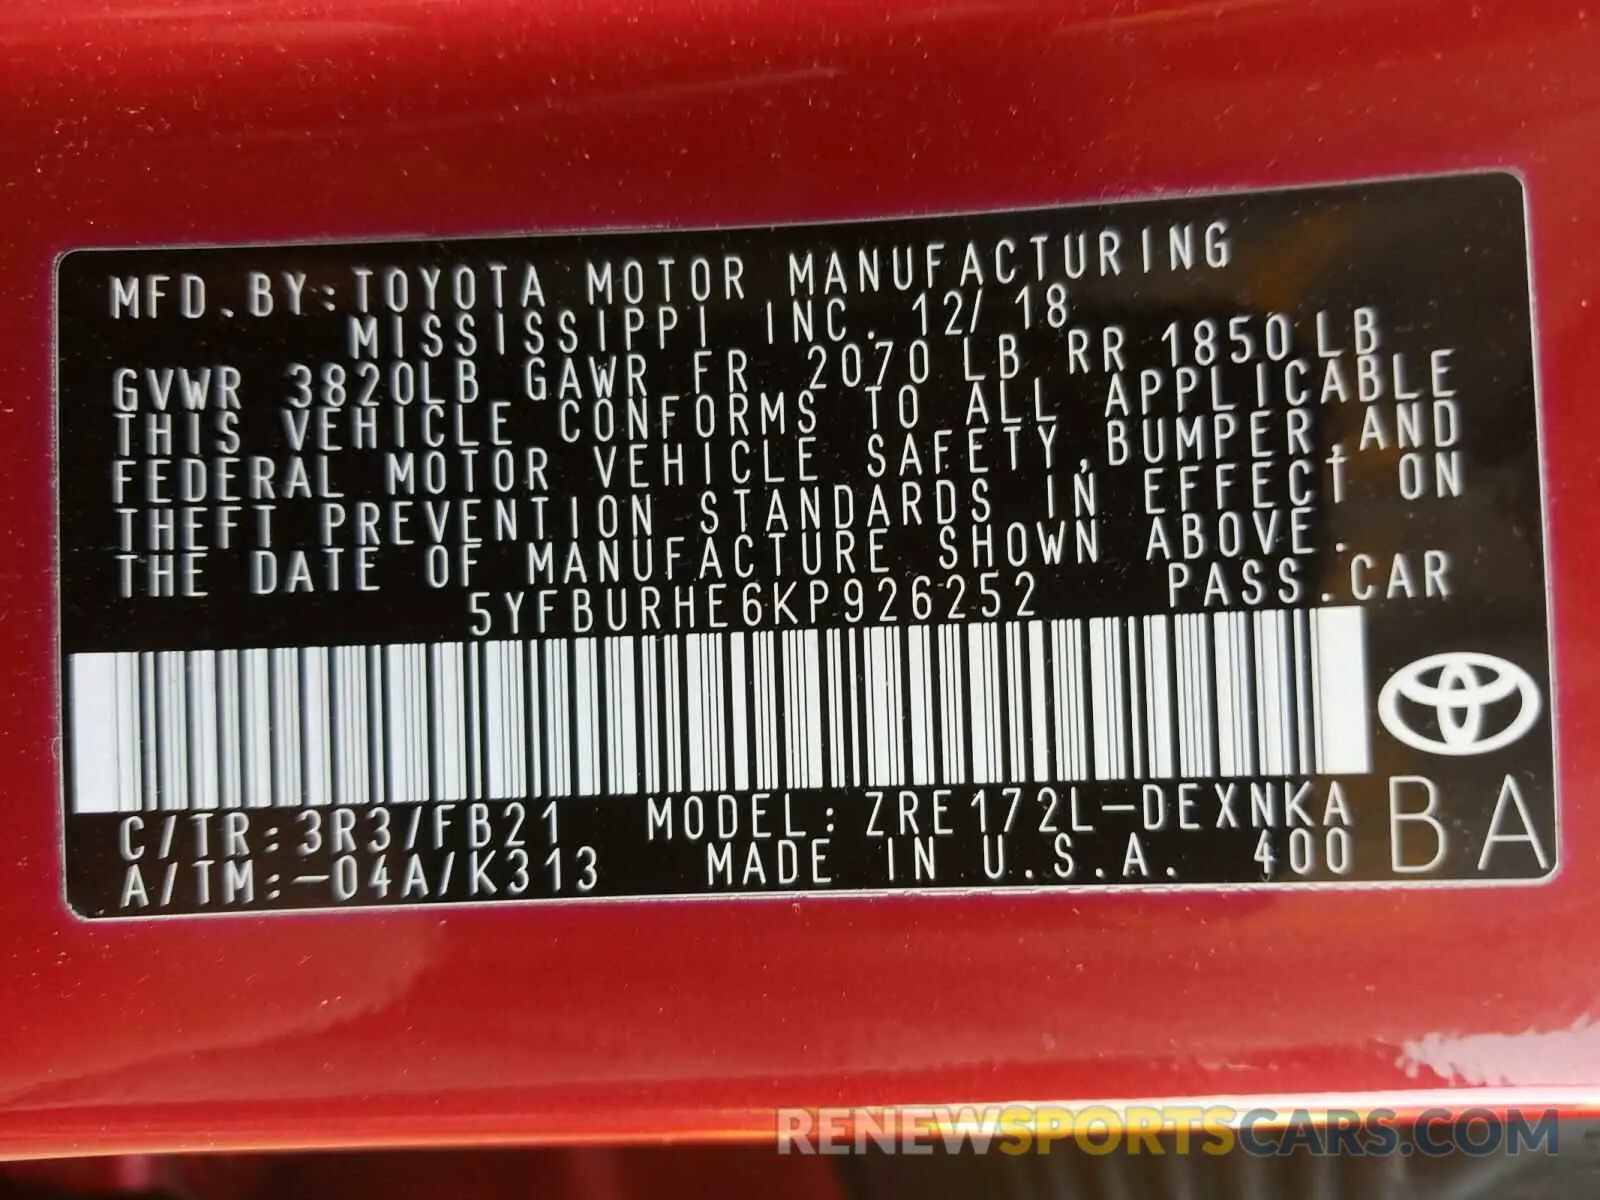 MFD.BY:TOYOTA MOTOR MANUFACTURING
MISSISSIPPI INC. 12/18
GVWR 3820LB GAWR FR 2070 LB RR 1850 LB
THIS VEHICLE CONFORMS TO ALL APPLICABLE
FEDERAL MOTOR VEHICLE SAFETY,BUMPER,AND
THEFT PREVENTION STANDARDS IN EFFECT ON
THE DATE OF MANUFACTURE SHOWN ABOVE.
5YFBURHE6KP926252 PASS.CAR
C/TR:3R3/FB21 MODEL:ZRE172L-DEXNKA
A/TM:-04A/K313 MADE IN U.S.A. 400
BA
RENEWSPORTSCARS.COM